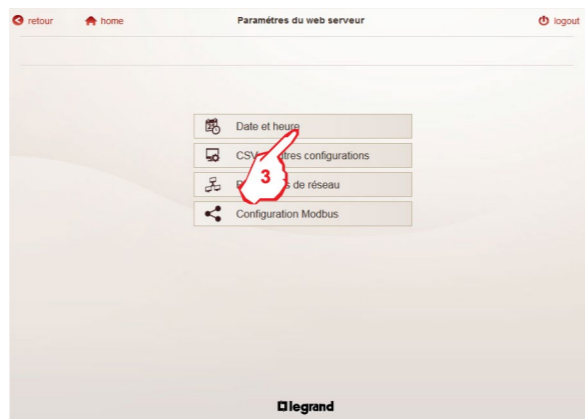 retour home Paramétres du web serveur logout
Date et heure
CSV tres configurations
3
s de réseau
Configuration Modbus
legrand